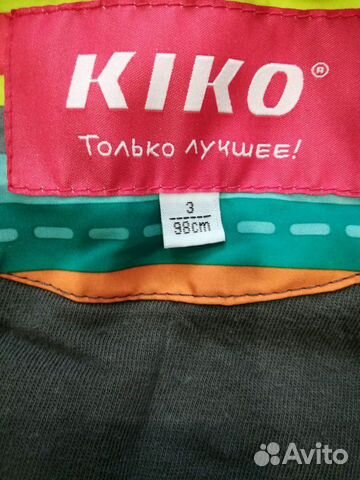 KIKO®
Только лучшее!
3
98cm
Avito